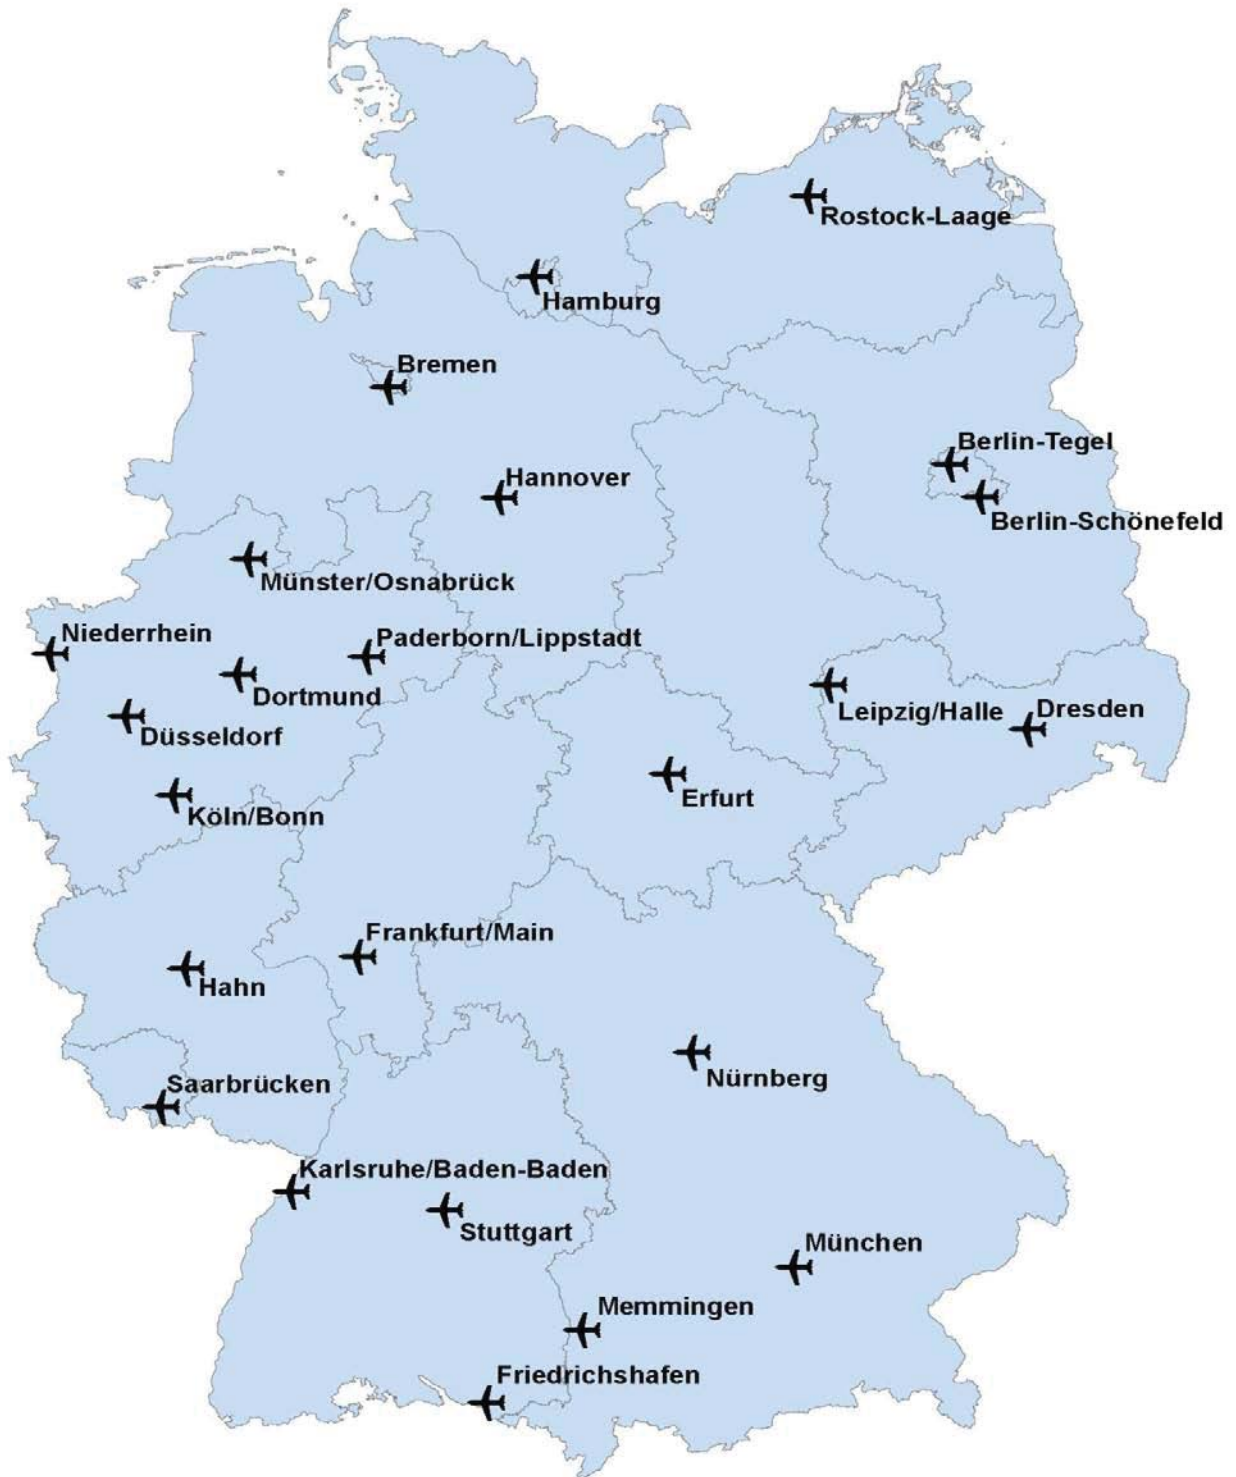 Rostock-Laage
Hamburg
Bremen
Berlin-Tegel
Hannover
Berlin-Schönefeld
Münster/Osnabrück
Niederrhein
Paderborn/Lippstadt
Dortmund
Leipzig/Halle
Dresden
Düsseldorf
Erfurt
Köln/Bonn
Frankfurt/Main
Hahn
Nürnberg
Saarbrücken
Karlsruhe/Baden-Baden
Stuttgart
München
Memmingen
Friedrichshafen